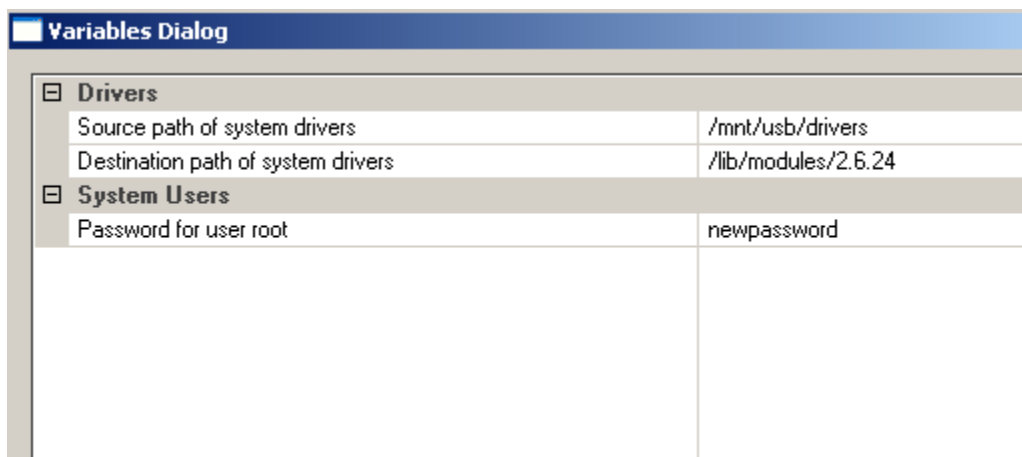 Variables Dialog
Drivers
Source path of system drivers /mnt/usb/drivers
Destination path of system drivers /lib/modules/2.6.24
System Users
Password for user root newpassword